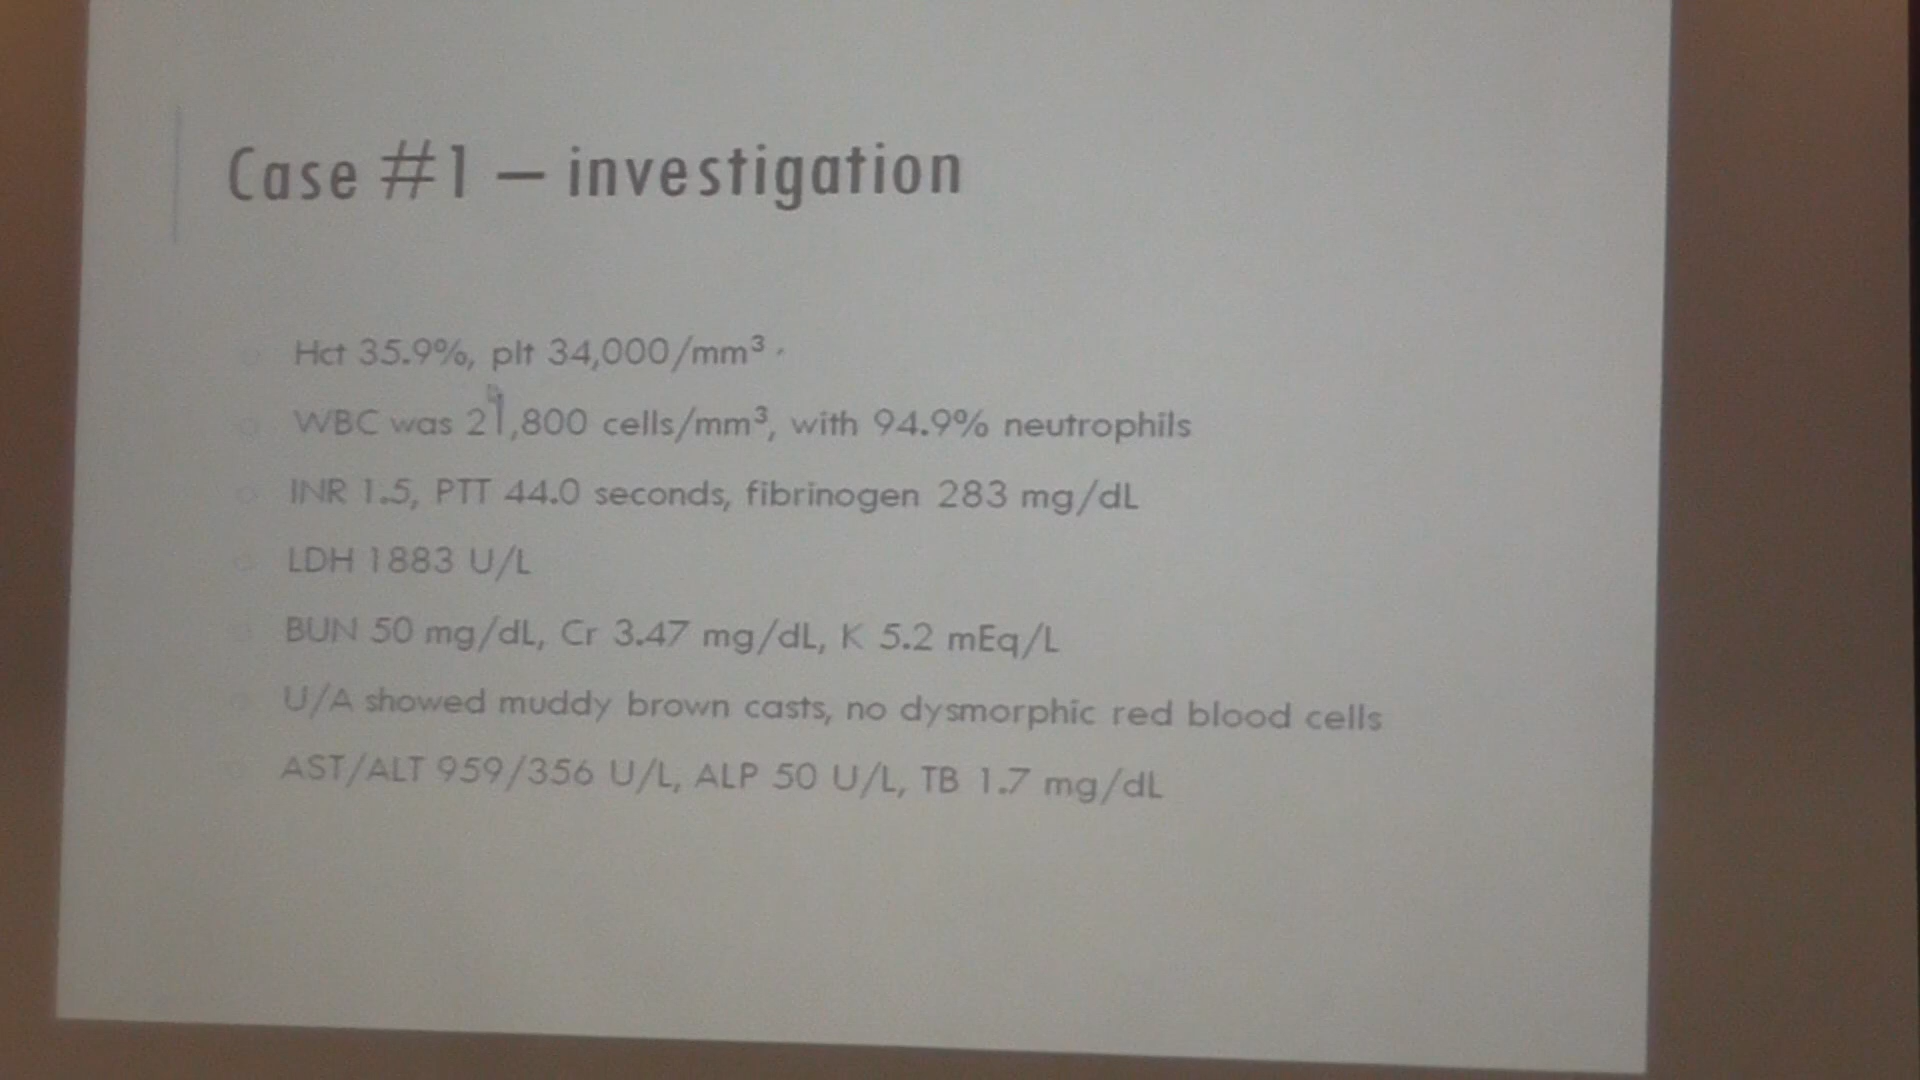 Case #1 – investigation
Hct 35.9%, plt 34,000/mm³
WBC was 21,800 cells/mm³, with 94.9% neutrophils
INR 1.5, PTT 44.0 seconds, fibrinogen 283 mg/dL
LDH 1883 U/L
BUN 50 mg/dL, Cr 3.47 mg/dL, K 5.2 mEq/L
U/A showed muddy brown casts, no dysmorphic red blood cells
AST/ALT 959/356 U/L, ALP 50 U/L, TB 1.7 mg/dL